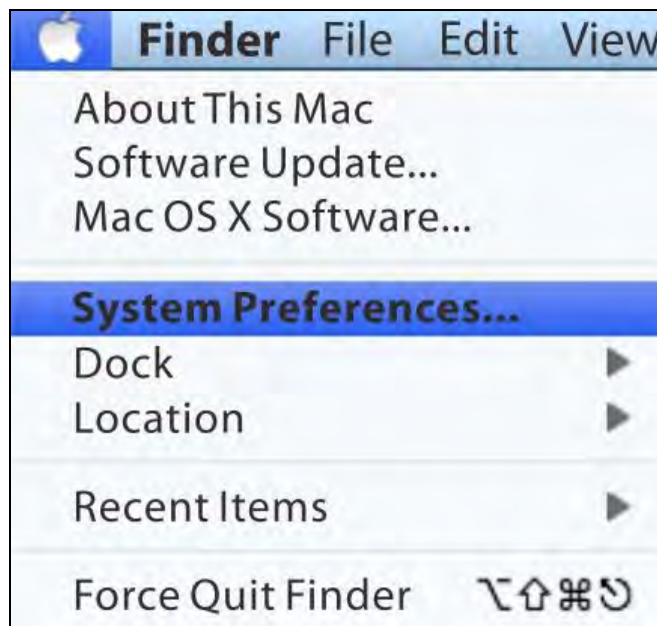 Finder File Edit View
About This Mac
Software Update...
Mac OS X Software...
System Preferences...
Dock ▶
Location ▶
Recent Items ▶
Force Quit Finder ⌥⇧⌘⎋